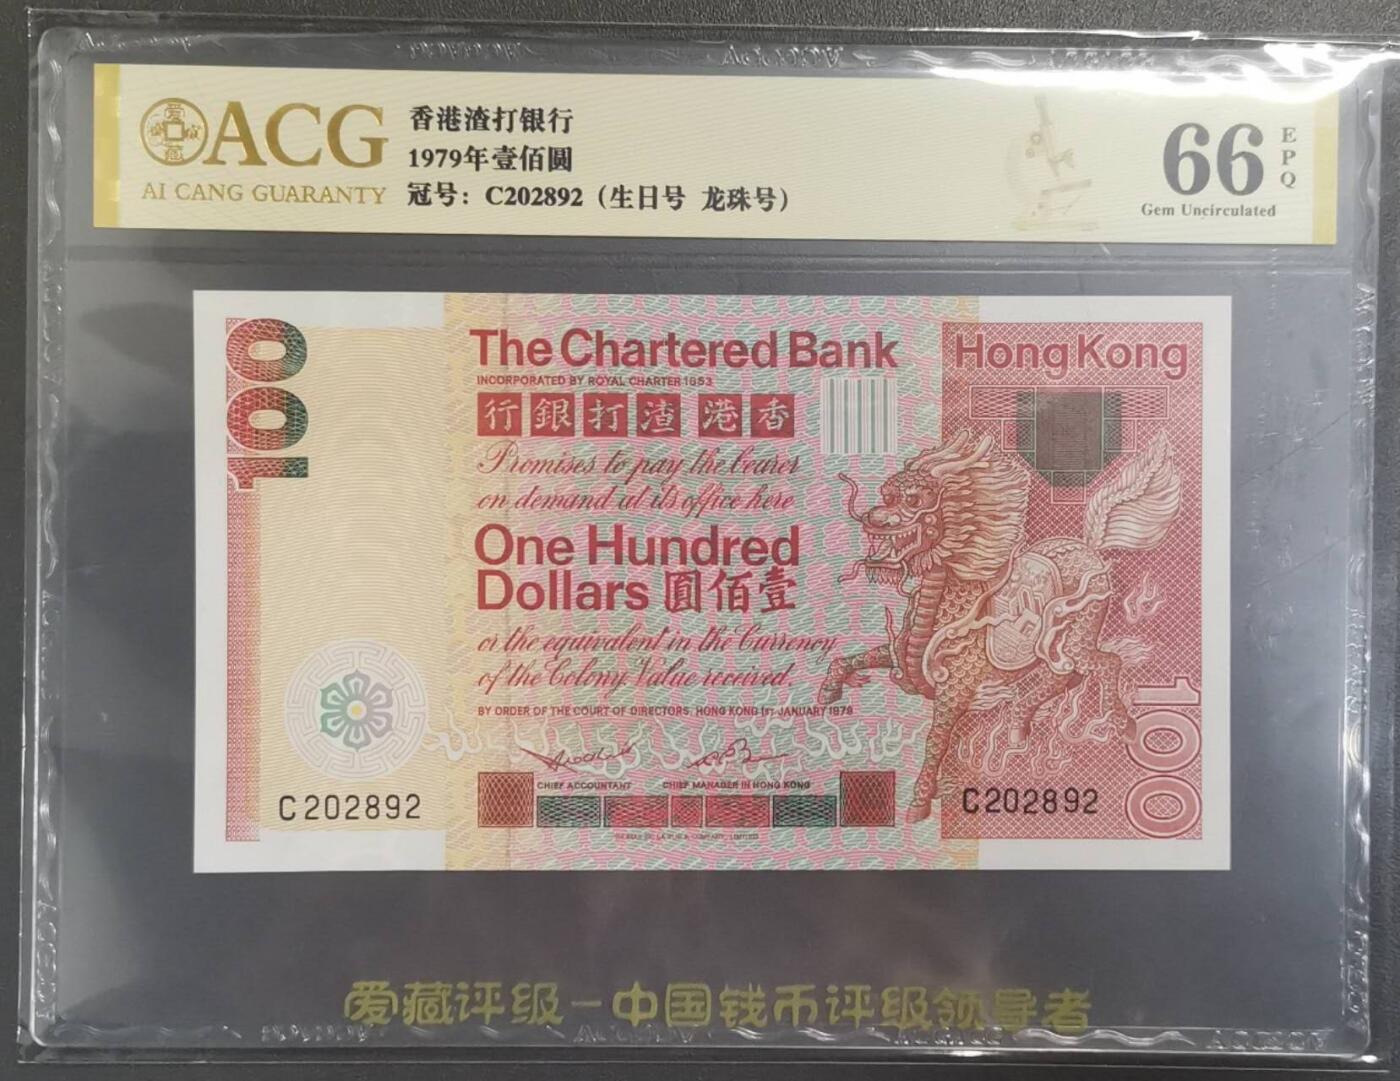 ACG
AI CANG GUARANTY
香港渣打银行
1979年壹佰圆
冠号：C202892（生日号 龙珠号）
66
EPQ
Gem Uncirculated
100
The Chartered Bank
INCORPORATED BY ROYAL CHARTER 1853
行銀打渣 港香
Promises to pay the bearer
on demand at its office here
One Hundred
Dollars 圓佰壹
or the equivalent in the Currency
of the Colony Value received.
BY ORDER OF THE COURT OF DIRECTORS, HONG KONG 1ST JANUARY 1979
CHIEF ACCOUNTANT CHIEF MANAGER IN HONG KONG
C202892
Hong Kong
100
C202892
爱藏评级－中国钱币评级领导者